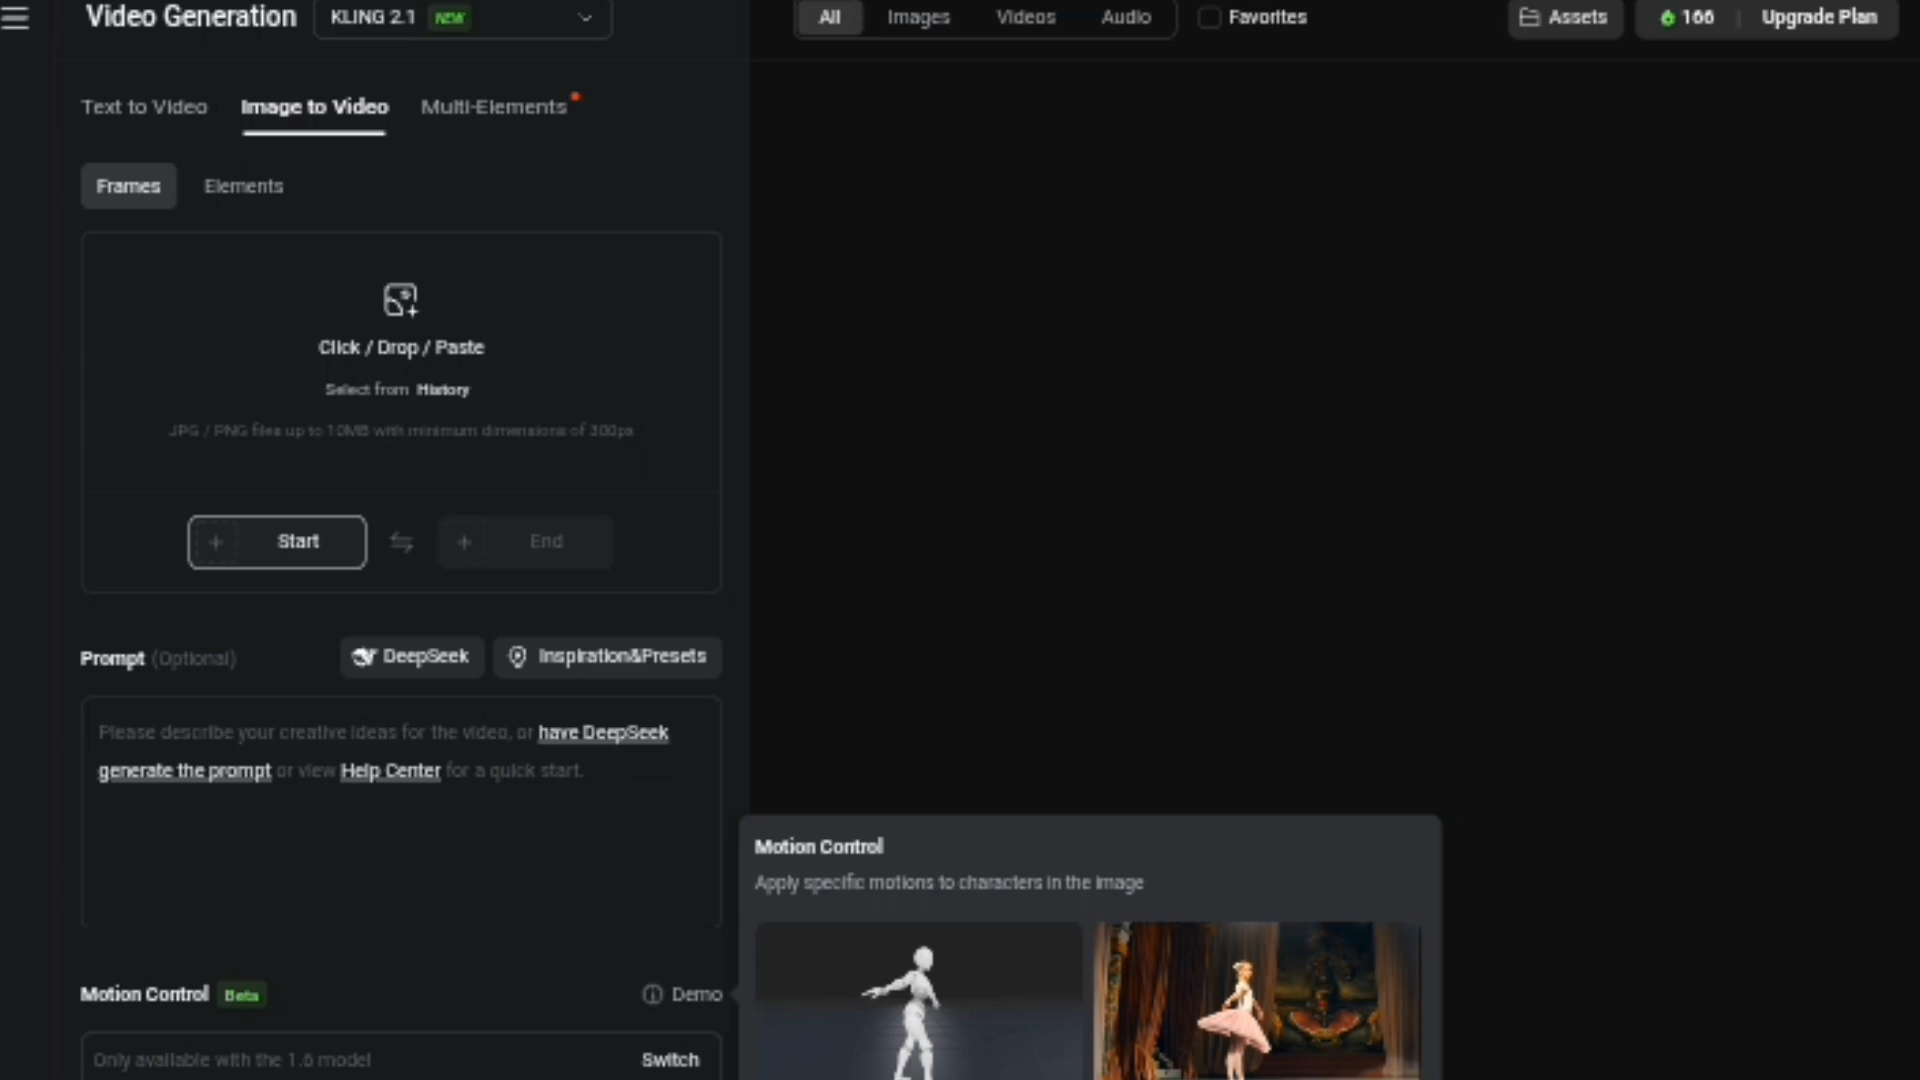 Video Generation
KLING 2.1 NEW
All Images Videos Audio Favorites
Assets
166 Upgrade Plan
Text to Video Image to Video Multi-Elements
Frames Elements
Click / Drop / Paste
Select from History
JPG / PNG files up to 10MB with minimum dimensions of 300px
+ Start + End
Prompt (Optional) DeepSeek Inspiration&Presets
Please describe your creative ideas for the video, or have DeepSeek
generate the prompt or view Help Center for a quick start.
Motion Control
Apply specific motions to characters in the image
Motion Control Beta Demo
Only available with the 1.6 model Switch